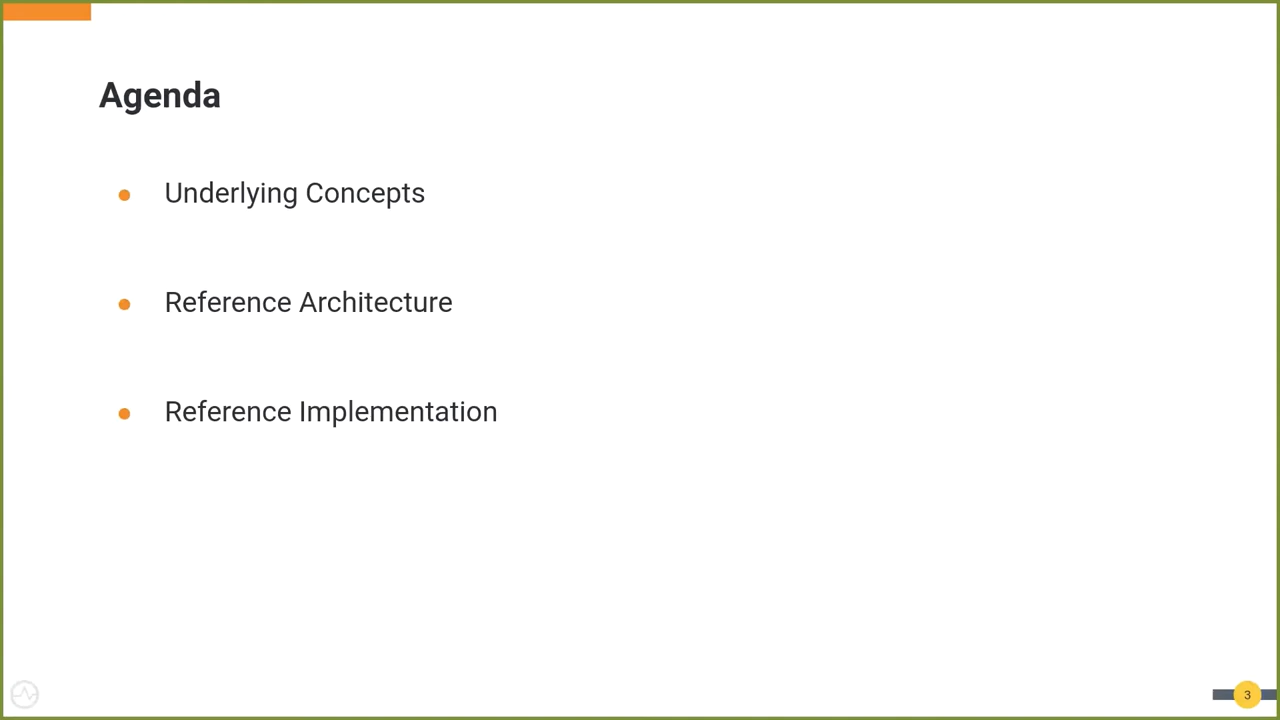 Agenda
● Underlying Concepts
● Reference Architecture
● Reference Implementation
3